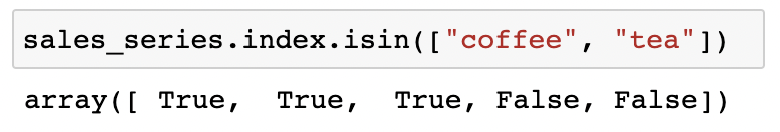 sales_series.index.isin(["coffee", "tea"])
array([ True,  True,  True, False, False])